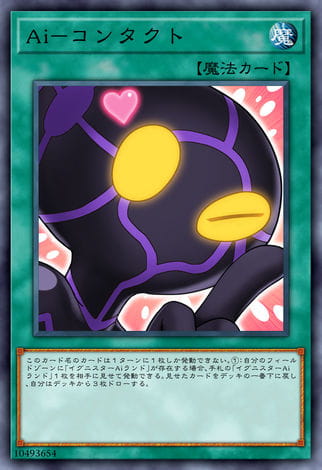 Ai－コンタクト
魔
【魔法カード】
このカード名のカードは１ターンに１枚しか発動できない。①：自分のフィール
ドゾーンに「イグニスターAiランド」が存在する場合、手札の「イグニスターAi
ランド」１枚を相手に見せて発動できる。見せたカードをデッキの一番下に戻
し、自分はデッキから３枚ドローする。
10493654